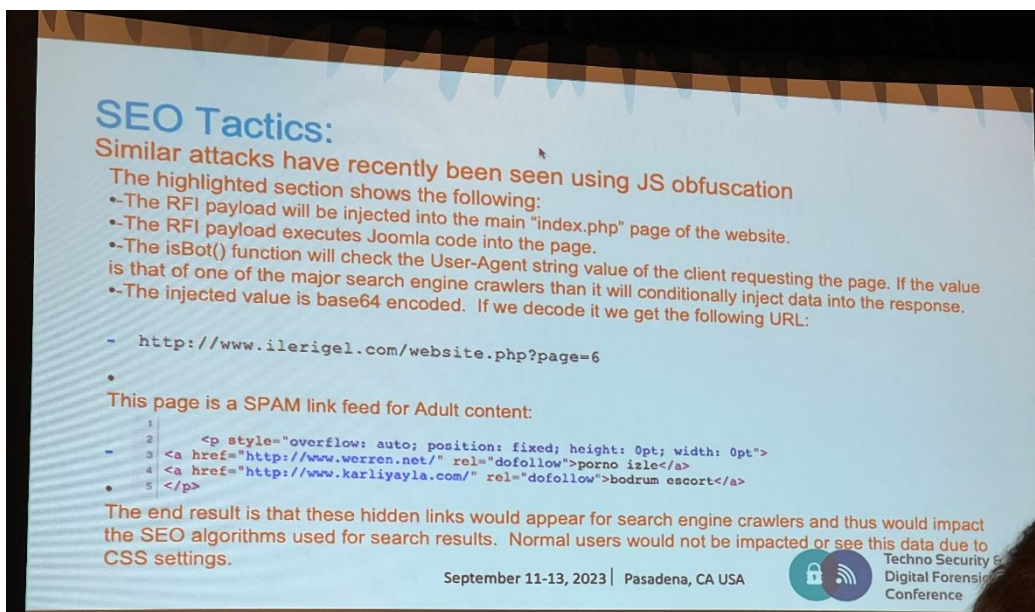 SEO Tactics:
Similar attacks have recently been seen using JS obfuscation
The highlighted section shows the following:
•-The RFI payload will be injected into the main “index.php” page of the website.
•-The RFI payload executes Joomla code into the page.
•-The isBot() function will check the User-Agent string value of the client requesting the page. If the value
is that of one of the major search engine crawlers than it will conditionally inject data into the response.
•-The injected value is base64 encoded. If we decode it we get the following URL:
- http://www.ilerigel.com/website.php?page=6
•
This page is a SPAM link feed for Adult content:
1
2 <p style="overflow: auto; position: fixed; height: 0pt; width: 0pt">
- 3 <a href="http://www.werren.net/" rel="dofollow">porno izle</a>
4 <a href="http://www.karliyayla.com/" rel="dofollow">bodrum escort</a>
• 5 </p>
The end result is that these hidden links would appear for search engine crawlers and thus would impact
the SEO algorithms used for search results. Normal users would not be impacted or see this data due to
CSS settings.
September 11-13, 2023 | Pasadena, CA USA
Techno Security &
Digital
Conference